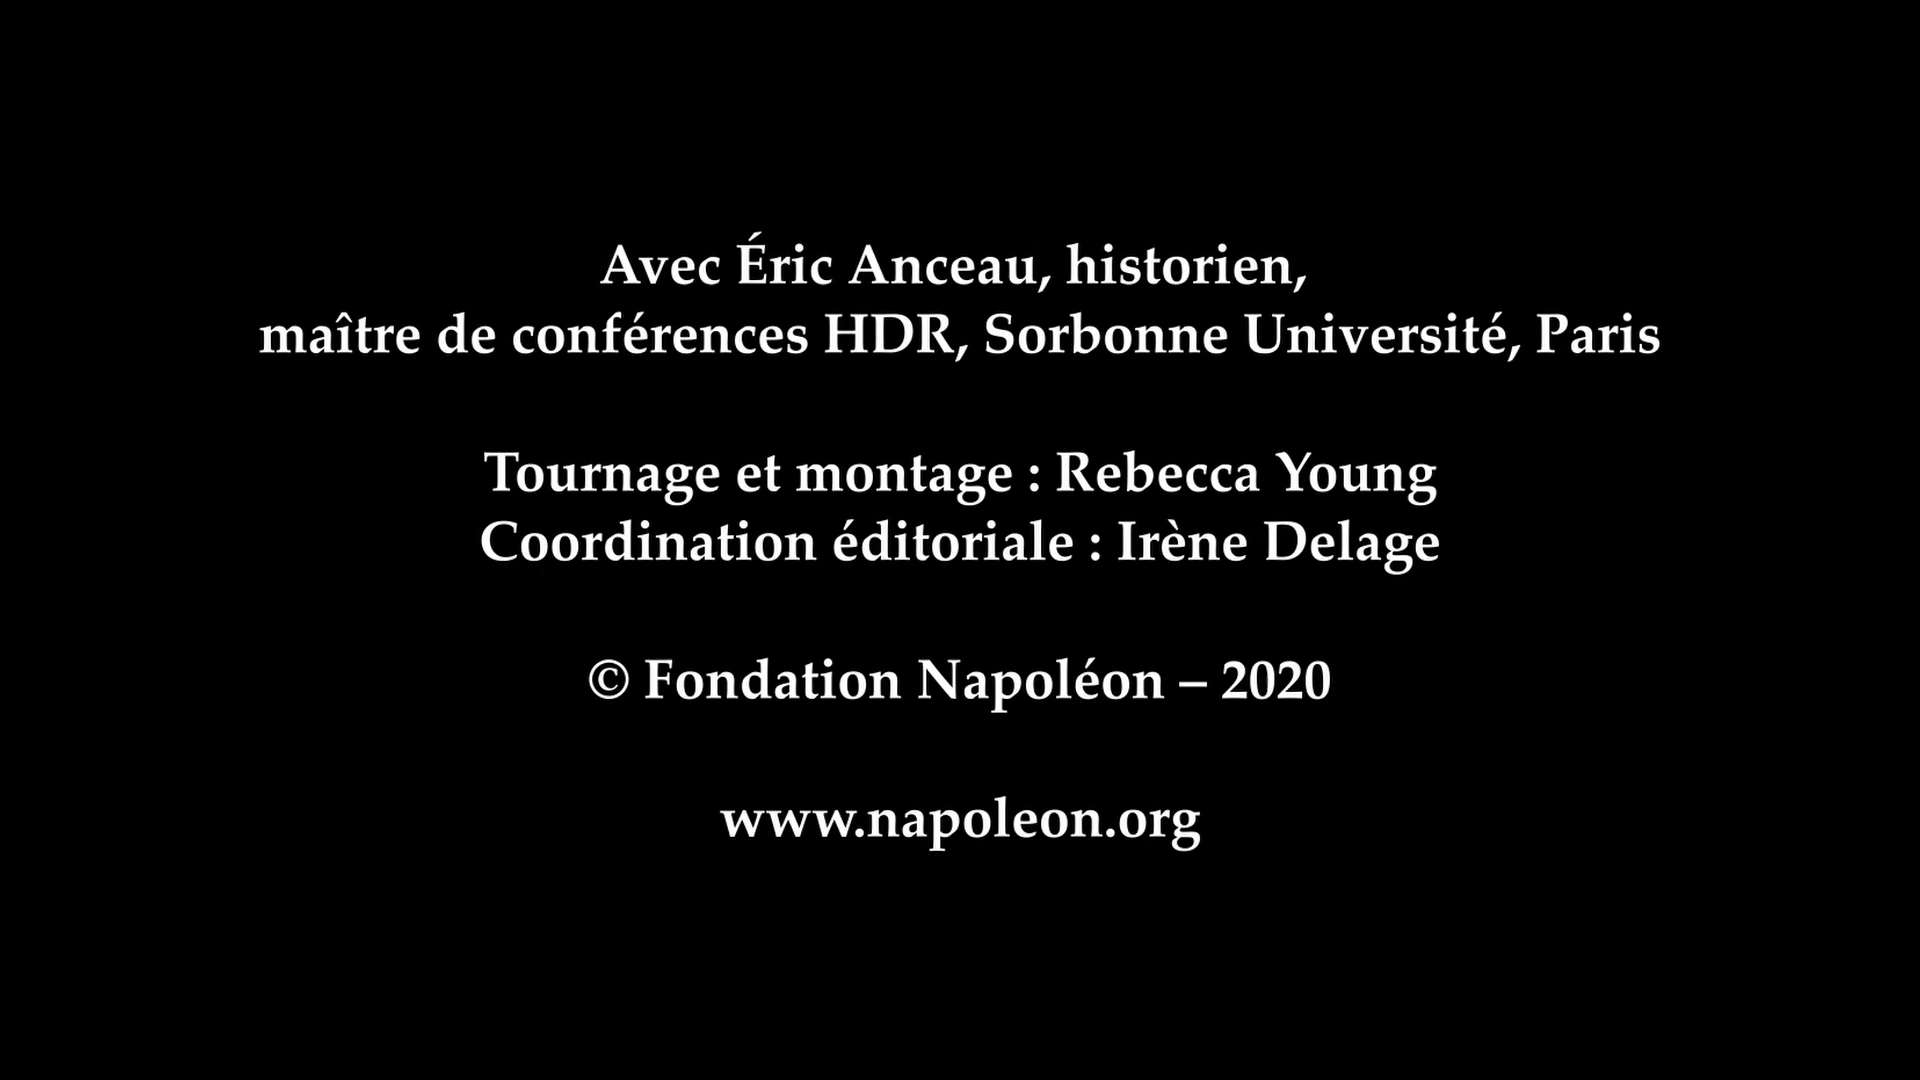 Avec Éric Anceau, historien,
maître de conférences HDR, Sorbonne Université, Paris
Tournage et montage : Rebecca Young
Coordination éditoriale : Irène Delage
© Fondation Napoléon – 2020
www.napoleon.org